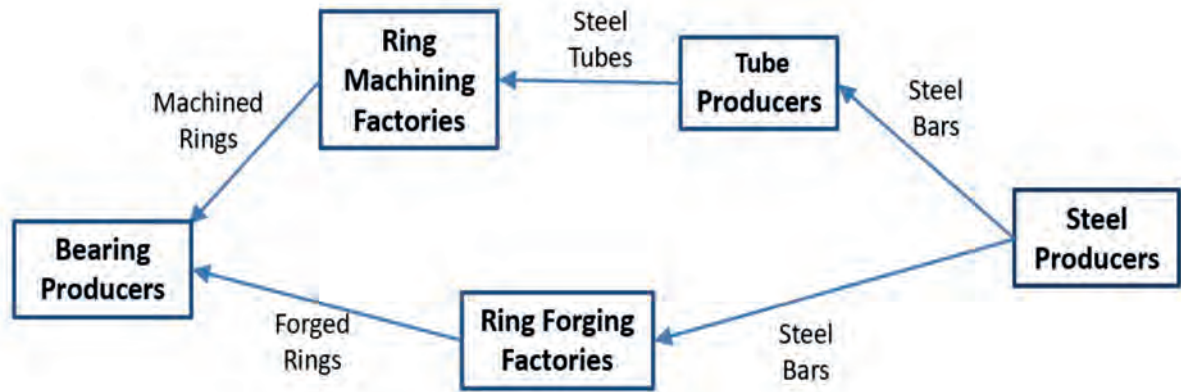 Ring
Machining
Factories
Steel
Tubes
Tube
Producers
Steel
Bars
Machined
Rings
Steel
Producers
Bearing
Producers
Forged
Rings
Ring Forging
Factories
Steel
Bars